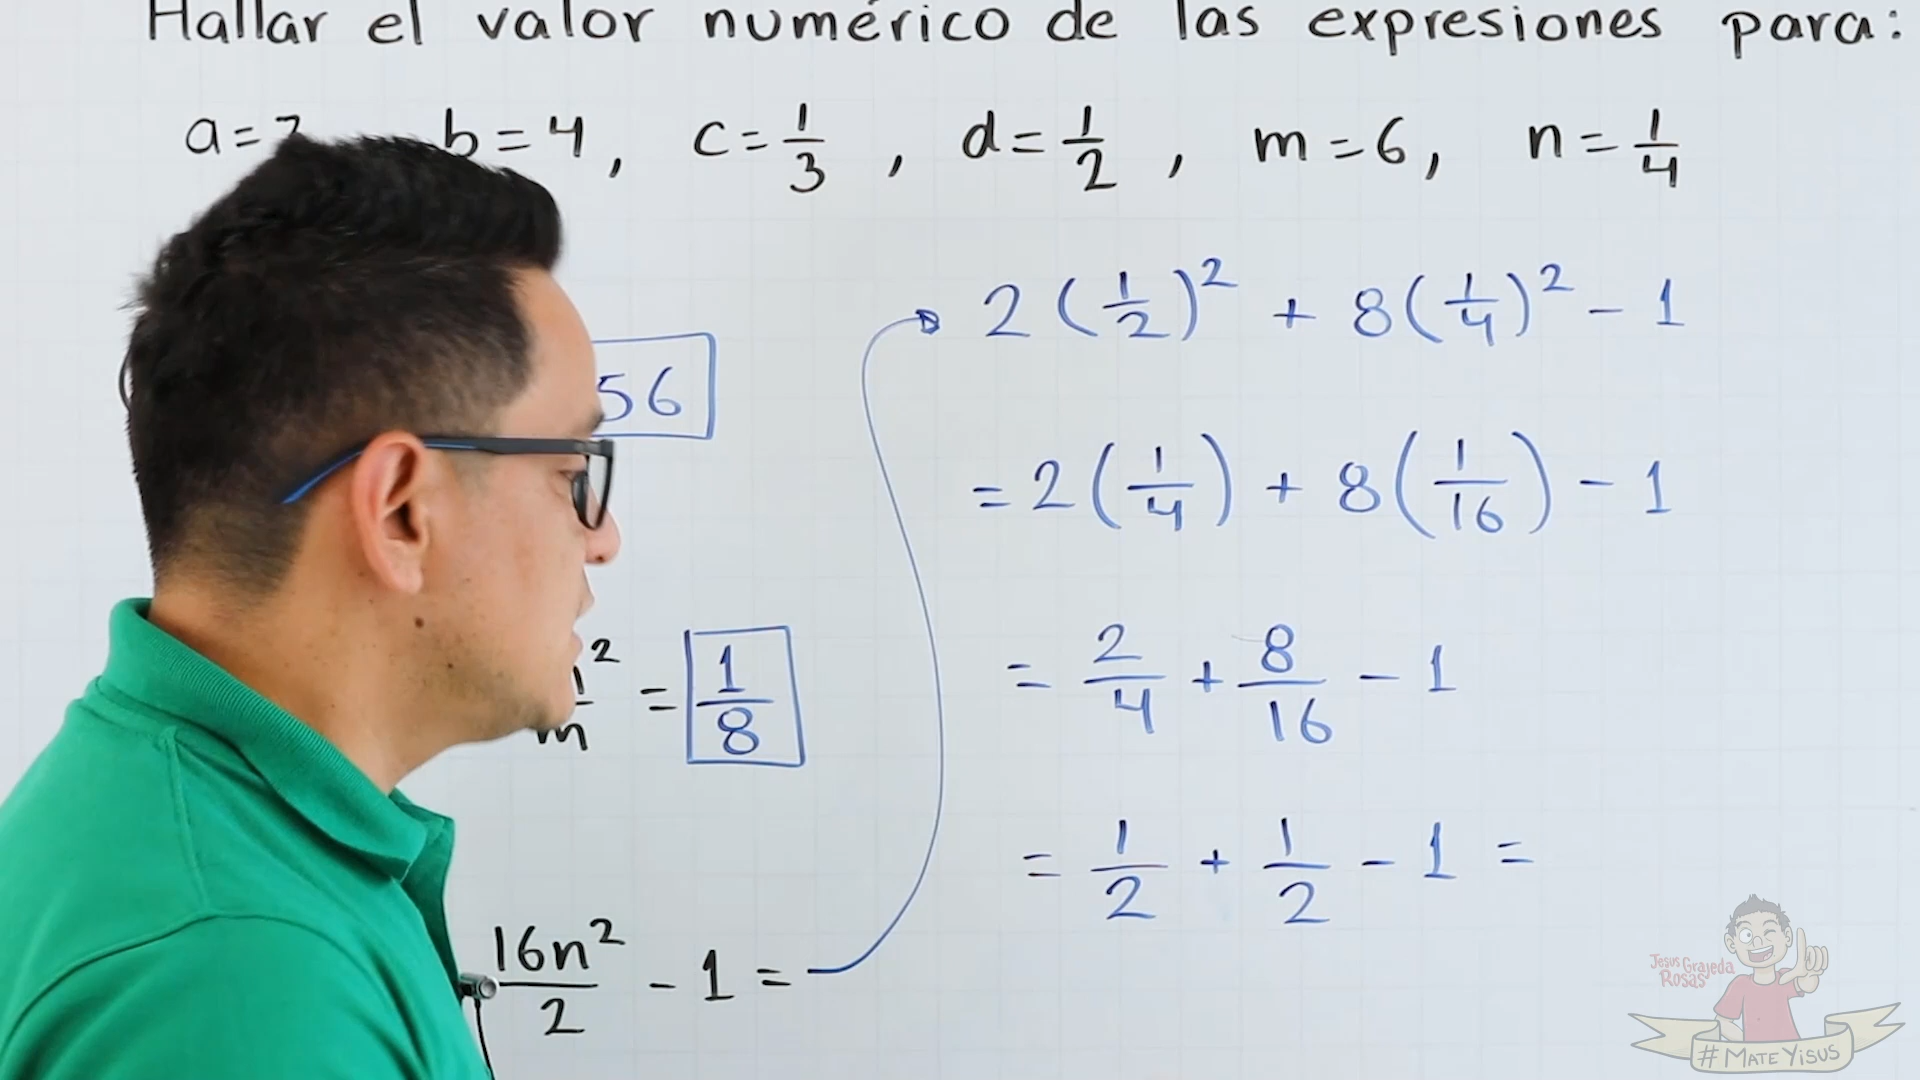 Hallar el valor numérico de las expresiones para:
a= b=4, c=1/3, d=1/2, m=6, n=1/4
2(1/2)² + 8(1/4)² - 1
56
= 2(1/4) + 8(1/16) - 1
² = 1/8
m
= 2/4 + 8/16 - 1
= 1/2 + 1/2 - 1 =
16n²/2 - 1 =
Jesus Grajeda
Rosas
#MATEYISUS